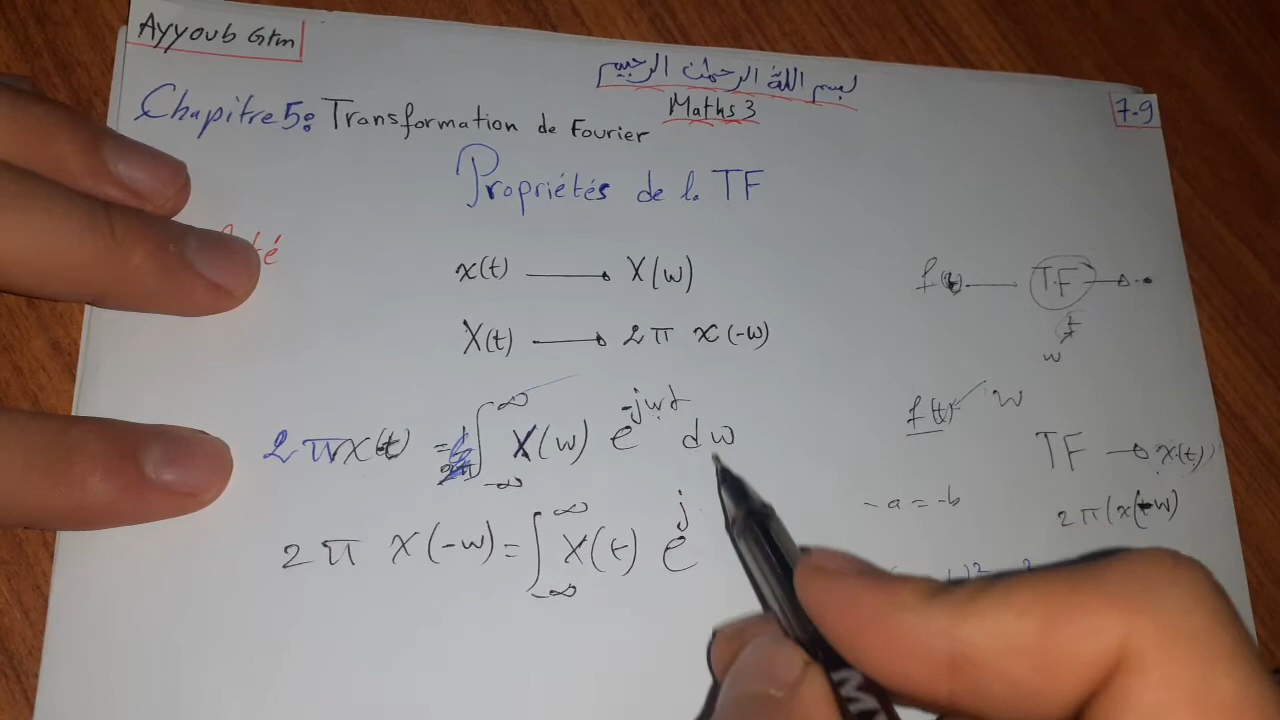 Ayyoub Gtm
بسم الله الرحمن الرحيم
Maths 3
7-9
Chapitre 5: Transformation de Fourier
Propriétés de la TF
té
x(t) → X(w)
f( → TF →
X(t) → 2π x(-w)
t
w
f(t) w
2πx(-t) = ∫_{-∞}^{∞} X(w) e^{-jwt} dw
TF → x(t)
-a = -b
2π(x(-w)
2π x(-w) = ∫_{-∞}^{∞} X(t) e^{j}